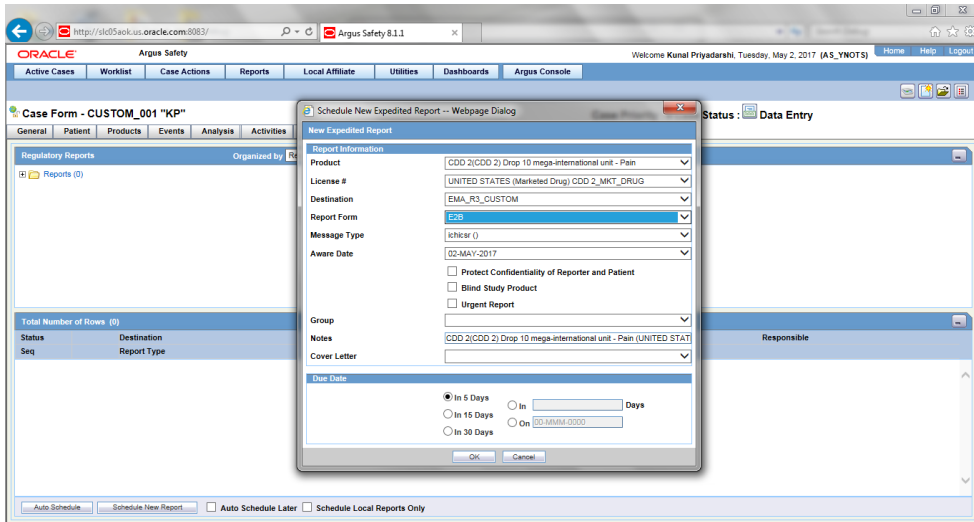 http://slc05aok.us.oracle.com:8083/
Argus Safety 8.1.1
ORACLE Argus Safety
Welcome Kunal Priyadarshi, Tuesday, May 2, 2017 (AS_YNOTS) Home Help Logout
Active Cases Worklist Case Actions Reports Local Affiliate Utilities Dashboards Argus Console
Case Form - CUSTOM_001 "KP"
Status : Data Entry
General Patient Products Events Analysis Activities
Regulatory Reports Organized by
Reports (0)
Schedule New Expedited Report -- Webpage Dialog
New Expedited Report
Report Information
Product CDD 2(CDD 2) Drop 10 mega-international unit - Pain
License # UNITED STATES (Marketed Drug) CDD 2_MKT_DRUG
Destination EMA_R3_CUSTOM
Report Form E2B
Message Type ichicsr ()
Aware Date 02-MAY-2017
Protect Confidentiality of Reporter and Patient
Blind Study Product
Urgent Report
Group
Notes CDD 2(CDD 2) Drop 10 mega-international unit - Pain (UNITED STAT
Cover Letter
Due Date
In 5 Days
In Days
In 15 Days
On 00-MMM-0000
In 30 Days
OK Cancel
Total Number of Rows (0)
Status Destination Responsible
Seq Report Type
Auto Schedule Schedule New Report Auto Schedule Later Schedule Local Reports Only